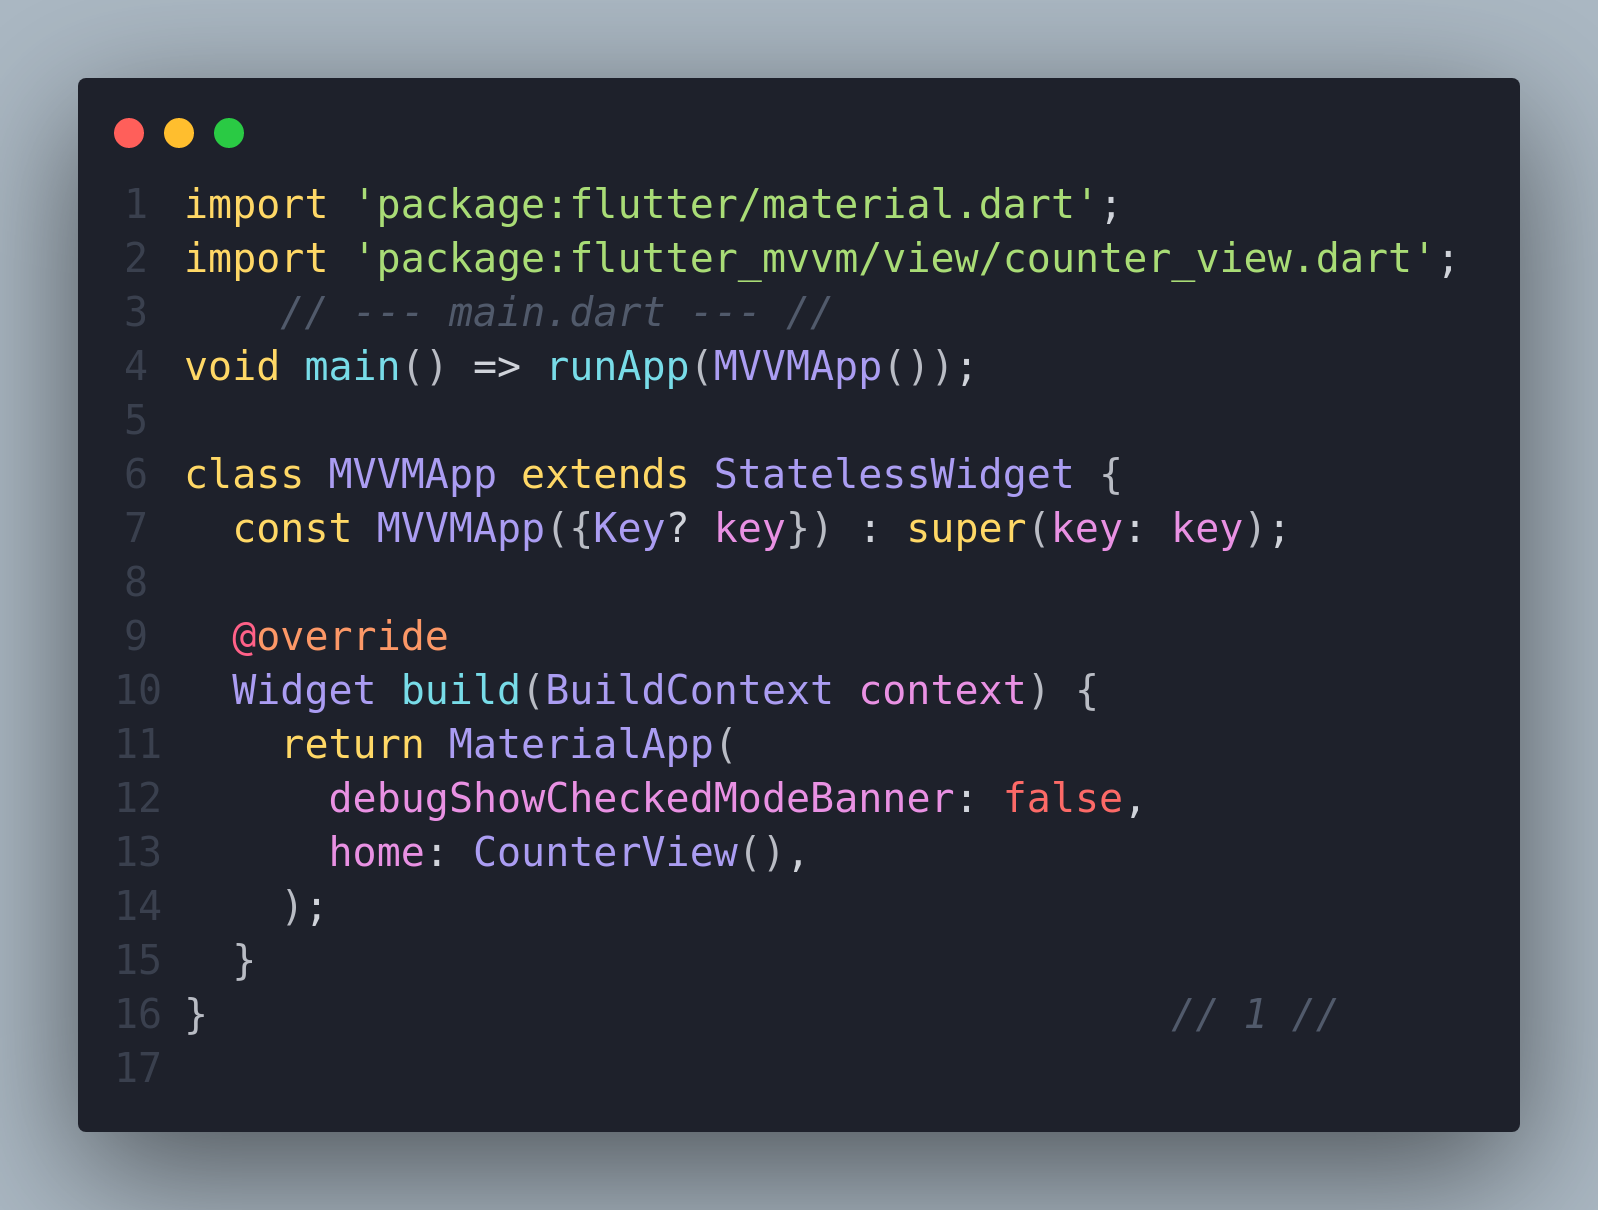 1 import 'package:flutter/material.dart';
2 import 'package:flutter_mvvm/view/counter_view.dart';
3     // --- main.dart --- //
4 void main() => runApp(MVVMApp());
5
6 class MVVMApp extends StatelessWidget {
7   const MVVMApp({Key? key}) : super(key: key);
8
9   @override
10   Widget build(BuildContext context) {
11     return MaterialApp(
12       debugShowCheckedModeBanner: false,
13       home: CounterView(),
14     );
15   }
16 }                                        // 1 //
17